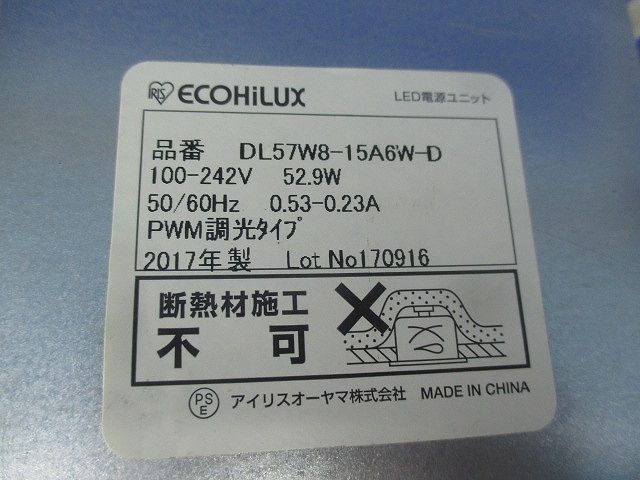 IRIS ECOHiLUX LED電源ユニット
品番 DL57W8-15A6W-D
100-242V 52.9W
50/60Hz 0.53-0.23A
PWM調光ﾀｲﾌﾟ
2017年製 Lot No170916
断熱材施工
不可
PSE アイリスオーヤマ株式会社 MADE IN CHINA